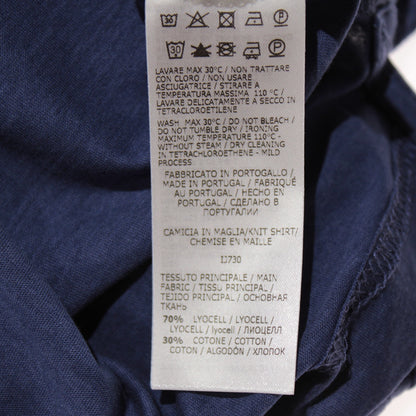 LAVARE MAX 30°C / NON TRATTARE
CON CLORO / NON USARE
ASCIUGATRICE / STIRARE A
TEMPERATURA MASSIMA 110 °C /
LAVARE DELICATAMENTE A SECCO IN
TETRACLOROETILENE
WASH MAX 30°C / DO NOT BLEACH /
DO NOT TUMBLE DRY / IRONING
MAXIMUM TEMPERATURE 110°C -
WITHOUT STEAM / DRY CLEANING
IN TETRACHLOROETHENE - MILD
PROCESS
FABBRICATO IN PORTOGALLO /
MADE IN PORTUGAL / FABRIQUÉ
AU PORTUGAL / HECHO EN
PORTUGAL / СДЕЛАНО В
ПОРТУГАЛИИ
CAMICIA IN MAGLIA/KNIT SHIRT/
CHEMISE EN MAILLE
IJ730
TESSUTO PRINCIPALE / MAIN
FABRIC / TISSU PRINCIPAL /
TEJIDO PRINCIPAL / ОСНОВНАЯ
ТКАНЬ
70% LYOCELL / LYOCELL /
LYOCELL / lyocell / ЛИОЦЕЛЛ
30% COTONE / COTTON /
COTON / ALGODÓN / ХЛОПОК